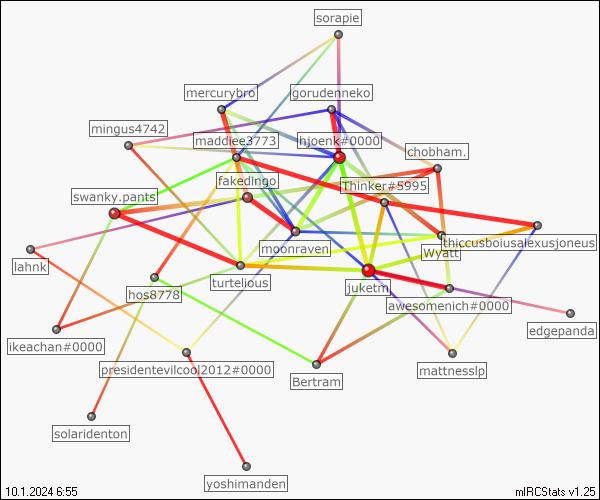 sorapie
mercurybro
gorudenneko
mingus4742
maddiee3773
hjoenk#0000
chobham.
fakedingo
Thinker#5995
swanky.pants
moonraven
thiccusboiusalexusjoneus
Wyatt
lahnk
hos8778
turtelious
juketm
awesomenich#0000
edgepanda
ikeachan#0000
presidentevilcool2012#0000
Bertram
mattnesslp
solaridenton
yoshimanden
10.1.2024 6:55
mIRCStats v1.25